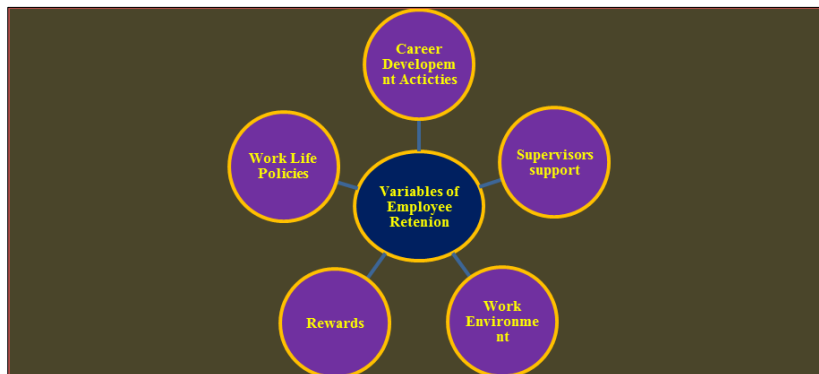 Career
Developem
nt Acticties
Supervisors
support
Work Life
Policies
Variables of
Employee
Retenion
Rewards
Work
Environme
nt